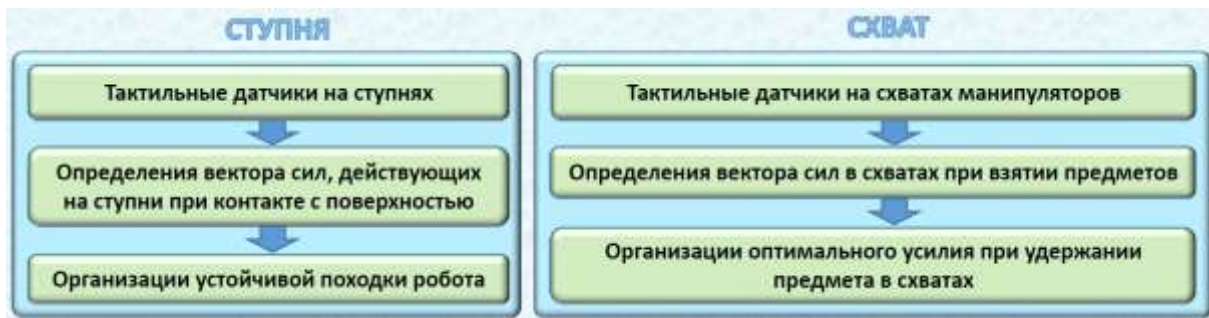 СТУПНЯ
Тактильные датчики на ступнях
Определения вектора сил, действующих
на ступни при контакте с поверхностью
Организации устойчивой походки робота
СХВАТ
Тактильные датчики на схватах манипуляторов
Определения вектора сил в схватах при взятии предметов
Организации оптимального усилия при удержании
предмета в схватах